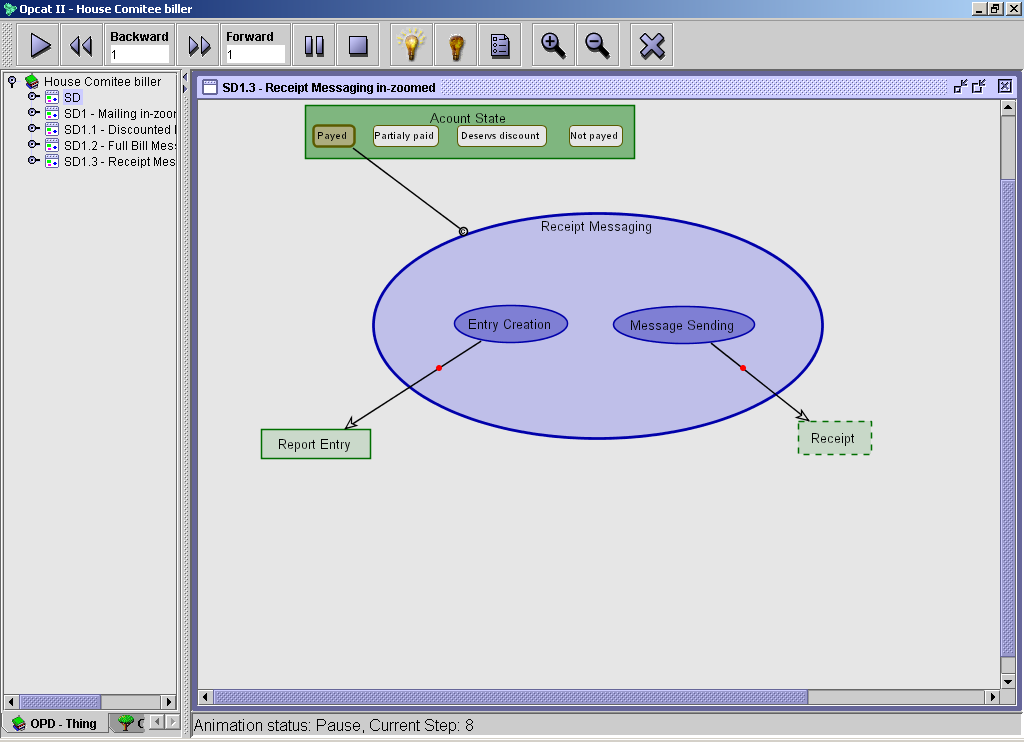 Opcat II - House Comitee biller
Backward
1
Forward
1
House Comitee biller
SD
SD1 - Mailing in-zoor
SD1.1 - Discounted
SD1.2 - Full Bill Mes
SD1.3 - Receipt Mes
OPD - Thing
SD1.3 - Receipt Messaging in-zoomed
Acount State
Payed
Partialy paid
Deservs discount
Not payed
Receipt Messaging
Entry Creation
Message Sending
Report Entry
Receipt
Animation status: Pause, Current Step: 8